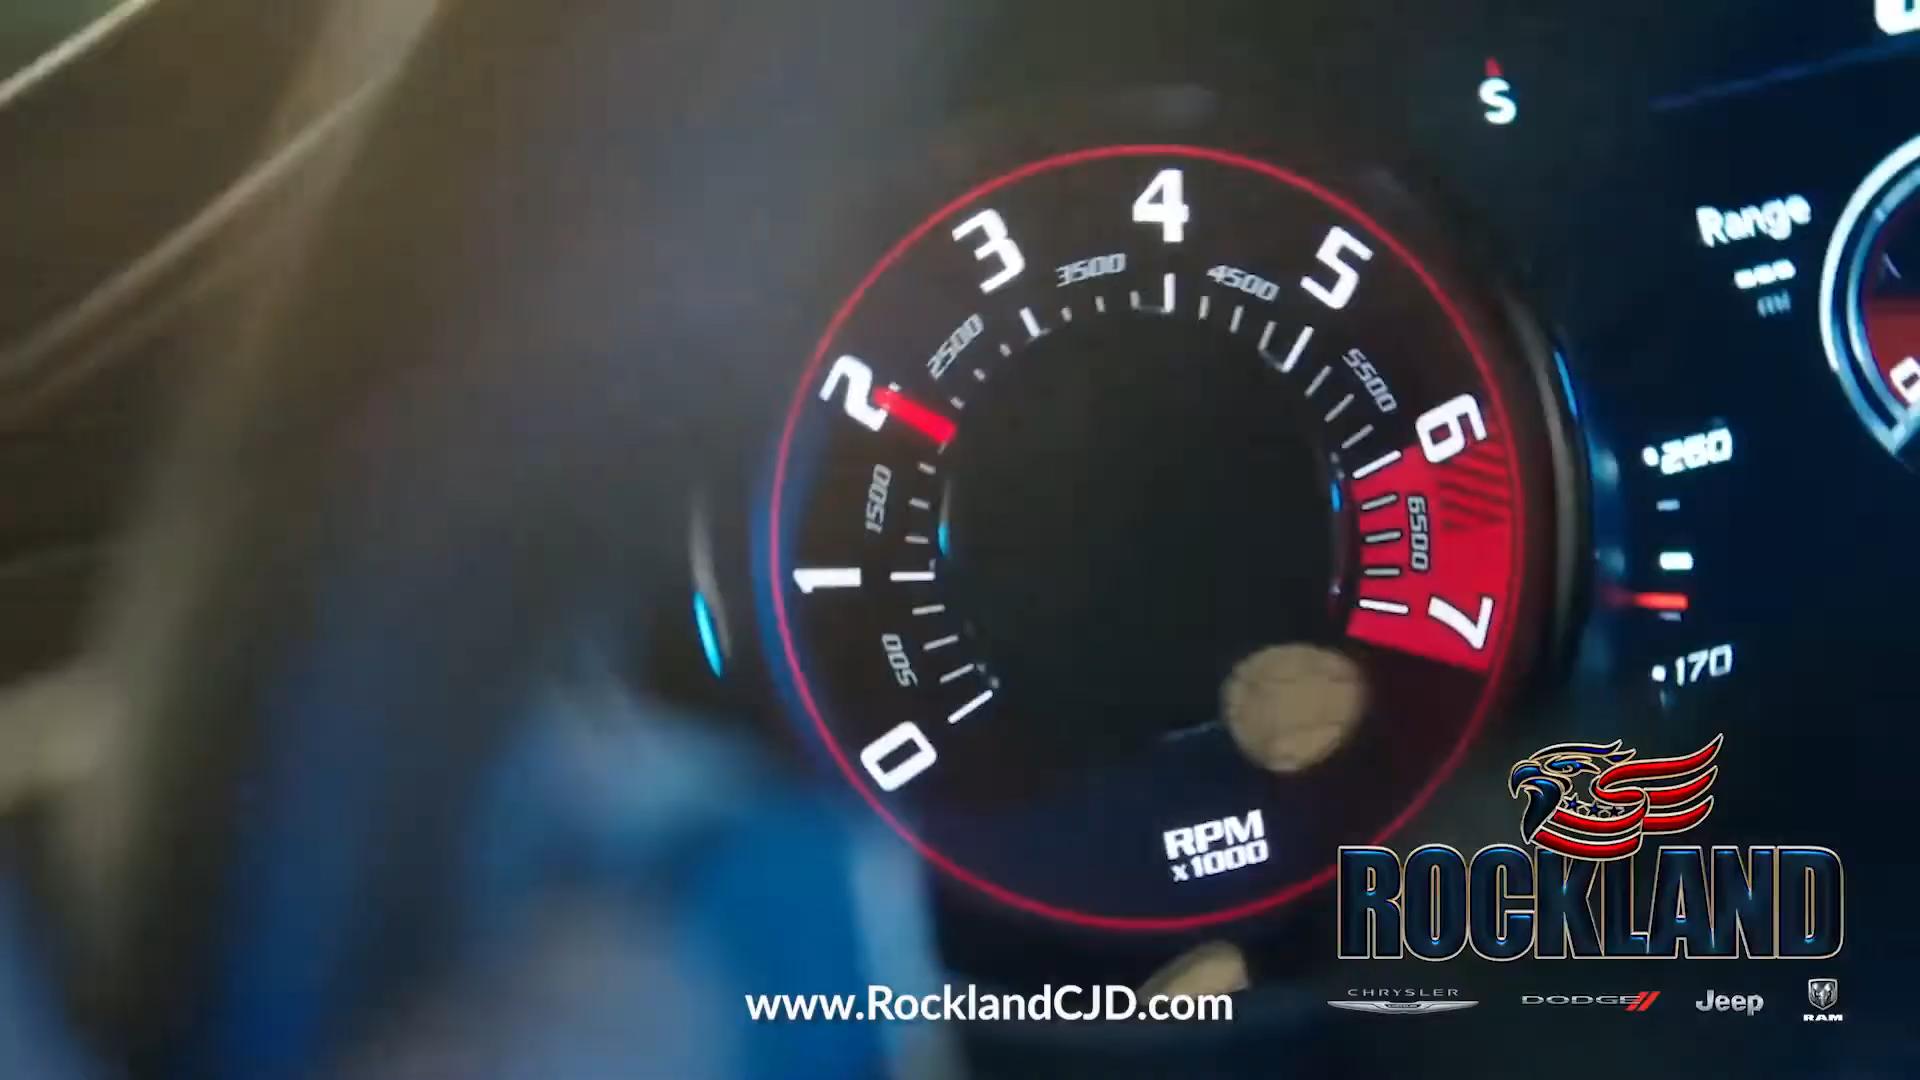 S
Range
4
3
5
3500
4500
2500
5500
2
6
260
1500
6500
1
7
500
170
0
RPM
x1000
ROCKLAND
www.RocklandCJD.com
CHRYSLER
DODGE
Jeep
RAM